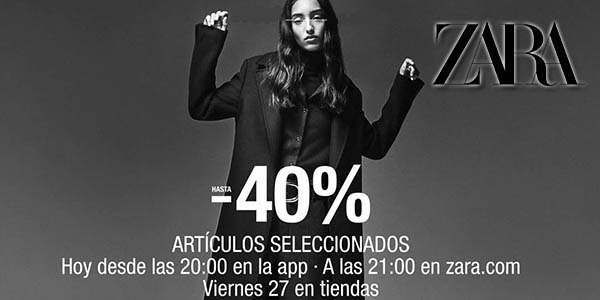 ZARA
HASTA
-40%
ARTÍCULOS SELECCIONADOS
Hoy desde las 20:00 en la app · A las 21:00 en zara.com
Viernes 27 en tiendas